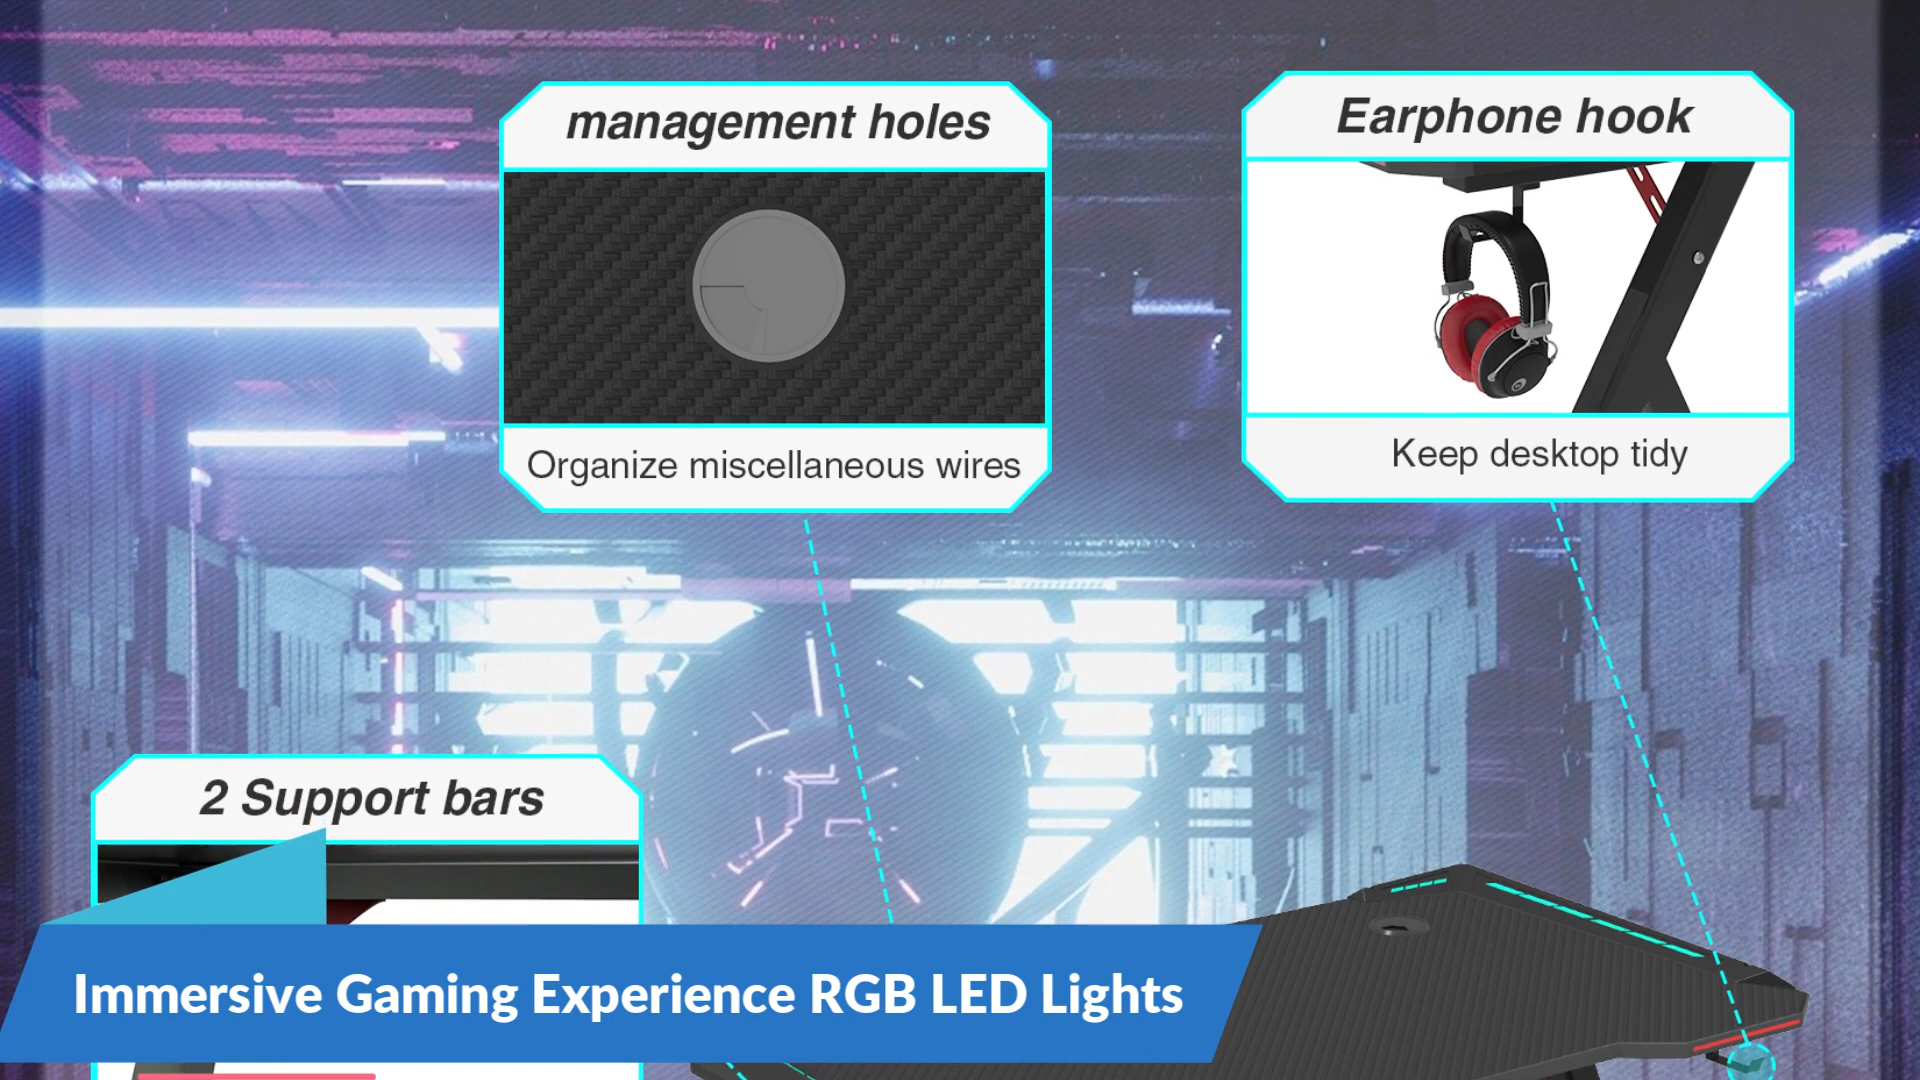 management holes
Organize miscellaneous wires
Earphone hook
Keep desktop tidy
2 Support bars
Immersive Gaming Experience RGB LED Lights